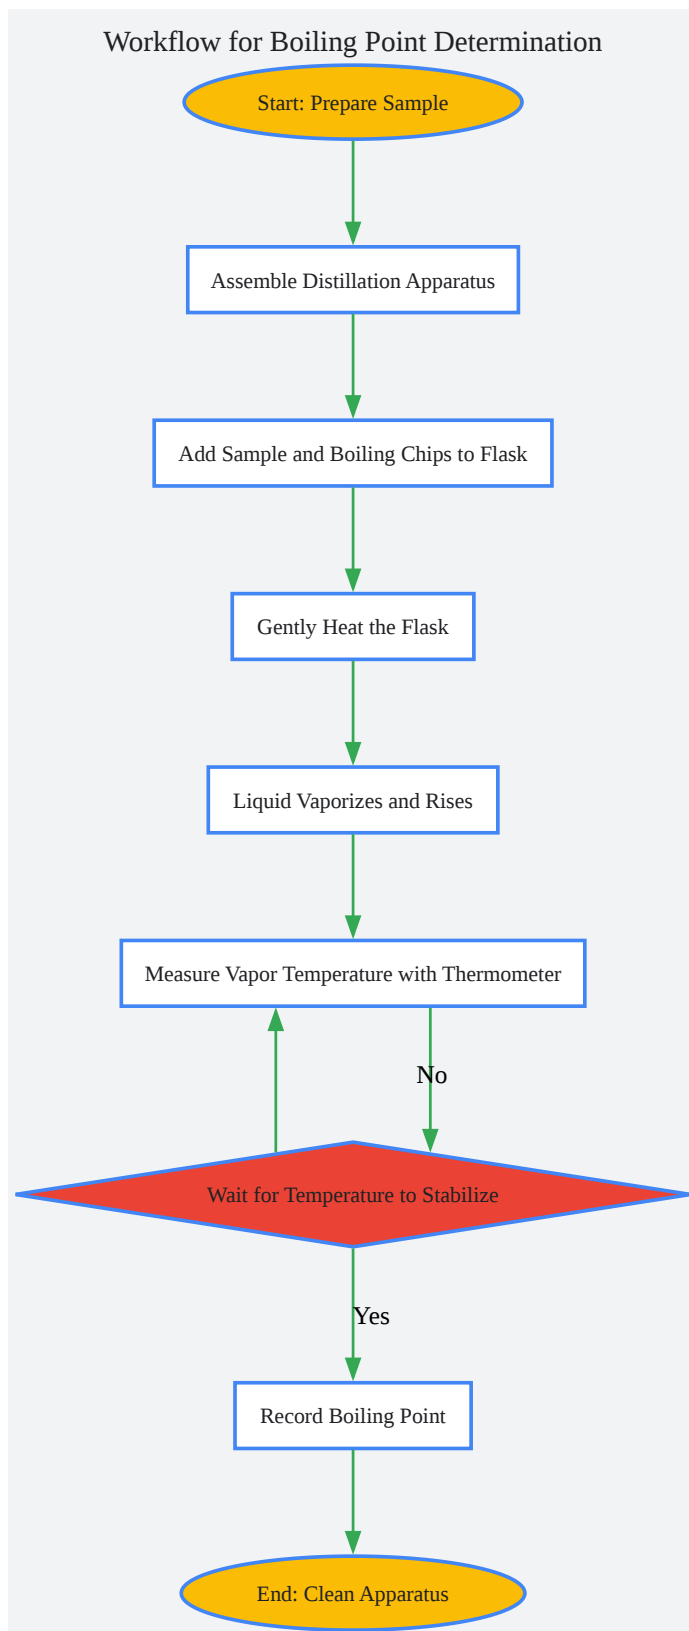 Workflow for Boiling Point Determination
Start: Prepare Sample
Assemble Distillation Apparatus
Add Sample and Boiling Chips to Flask
Gently Heat the Flask
Liquid Vaporizes and Rises
Measure Vapor Temperature with Thermometer
No
Wait for Temperature to Stabilize
Yes
Record Boiling Point
End: Clean Apparatus